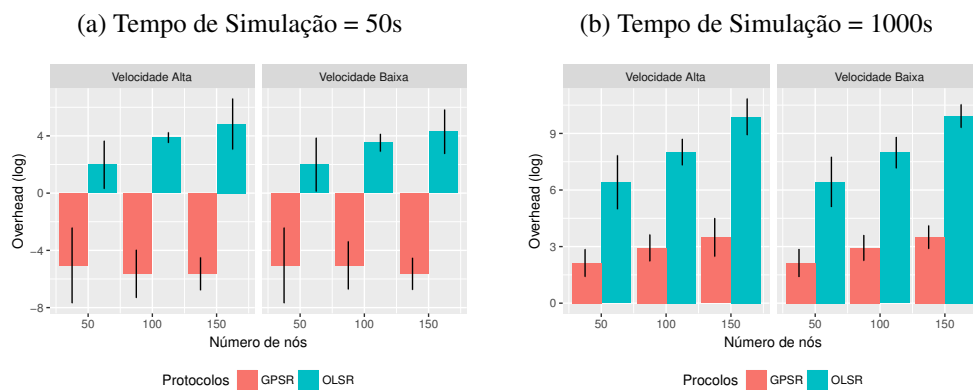 (a) Tempo de Simulação = 50s
Velocidade Alta
Velocidade Baixa
Overhead (log)
4
0
−4
−8
50
100
150
50
100
150
Número de nós
Protocolos GPSR OLSR
(b) Tempo de Simulação = 1000s
Velocidade Alta
Velocidade Baixa
Overhead (log)
9
6
3
0
50
100
150
50
100
150
Número de nós
Procolos GPSR OLSR